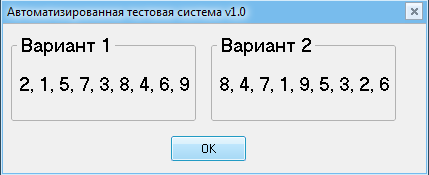 Автоматизированная тестовая система v1.0
Вариант 1
2, 1, 5, 7, 3, 8, 4, 6, 9
Вариант 2
8, 4, 7, 1, 9, 5, 3, 2, 6
OK